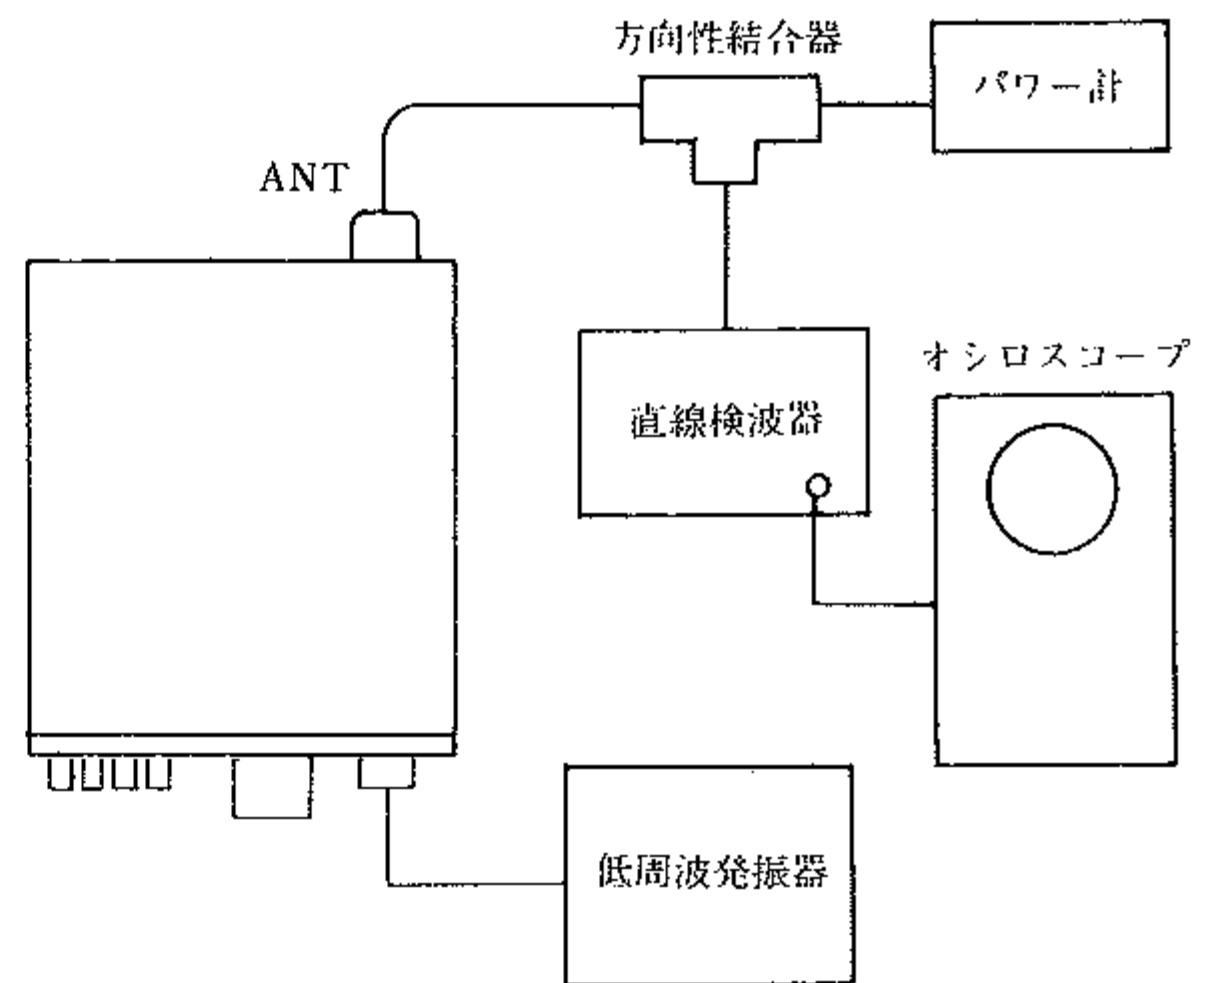 方向性結合器
パワー計
ANT
オシロスコープ
直線検波器
低周波発振器